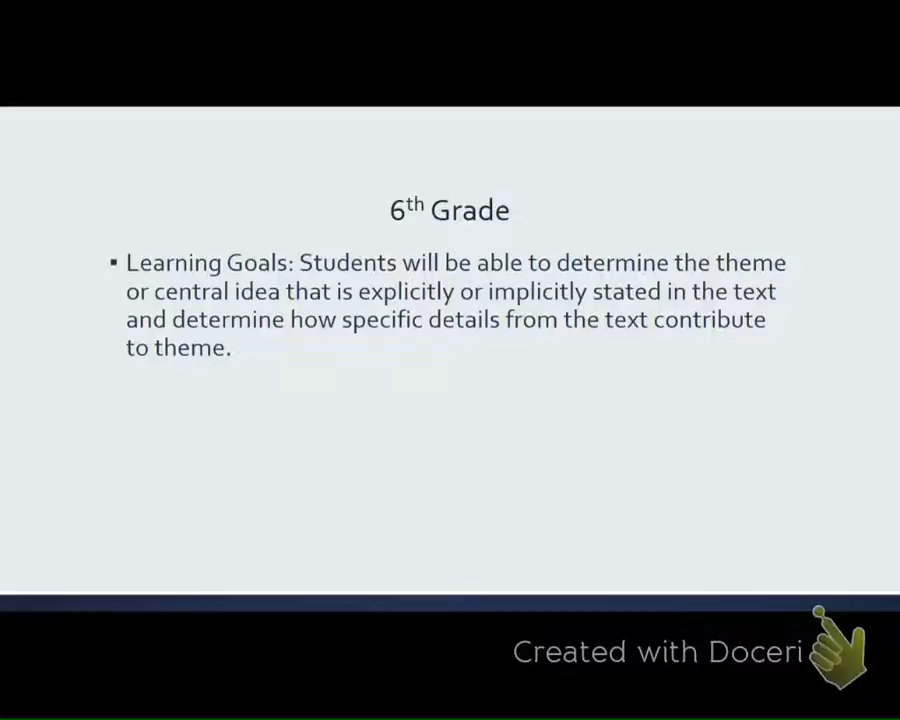 6th Grade
▪ Learning Goals: Students will be able to determine the theme
or central idea that is explicitly or implicitly stated in the text
and determine how specific details from the text contribute
to theme.
Created with Doceri